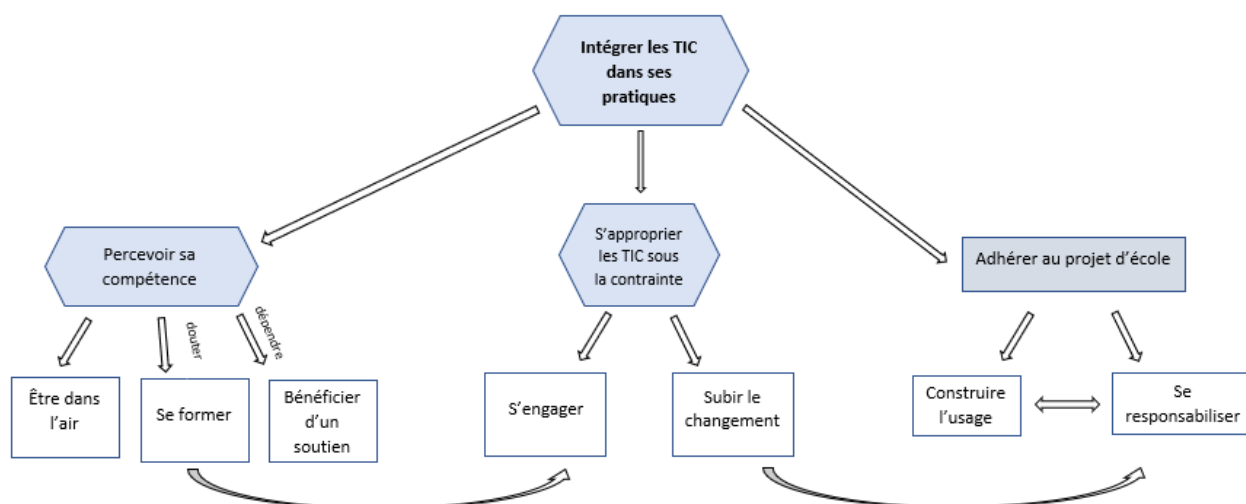 Intégrer les TIC
dans ses
pratiques
Percevoir sa
compétence
S'approprier
les TIC sous
la contrainte
Adhérer au projet d'école
douter
dépendre
Être dans
l'air
Se former
Bénéficier
d'un
soutien
S'engager
Subir le
changement
Construire
l'usage
Se
responsabiliser